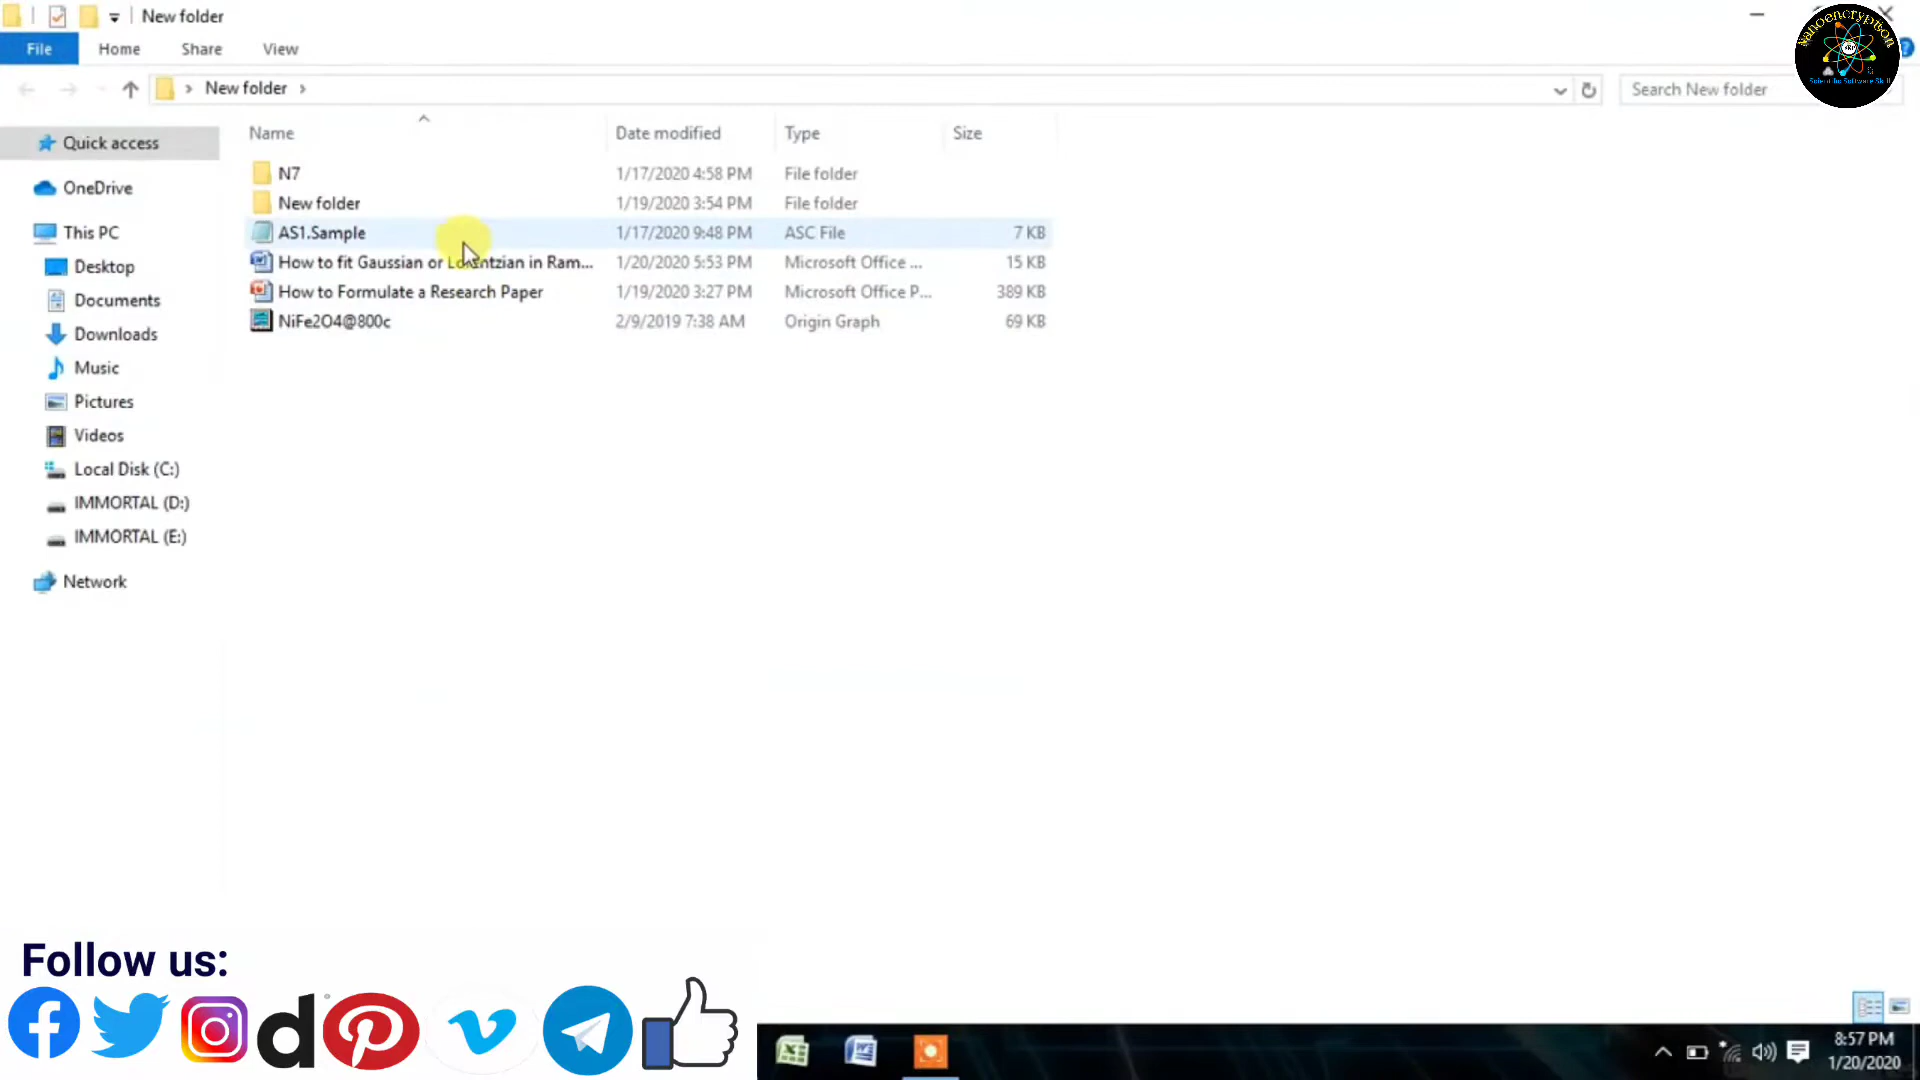 New folder
File Home Share View
New folder
Search New folder
Name Date modified Type Size
Quick access
OneDrive
This PC
Desktop
Documents
Downloads
Music
Pictures
Videos
Local Disk (C:)
IMMORTAL (D:)
IMMORTAL (E:)
Network
N7 1/17/2020 4:58 PM File folder
New folder 1/19/2020 3:54 PM File folder
AS1.Sample 1/17/2020 9:48 PM ASC File 7 KB
How to fit Gaussian or Lorentzian in Ram... 1/20/2020 5:53 PM Microsoft Office ... 15 KB
How to Formulate a Research Paper 1/19/2020 3:27 PM Microsoft Office P... 389 KB
NiFe2O4@800c 2/9/2019 7:38 AM Origin Graph 69 KB
Nanoencryptson
Follow us:
8:57 PM
1/20/2020